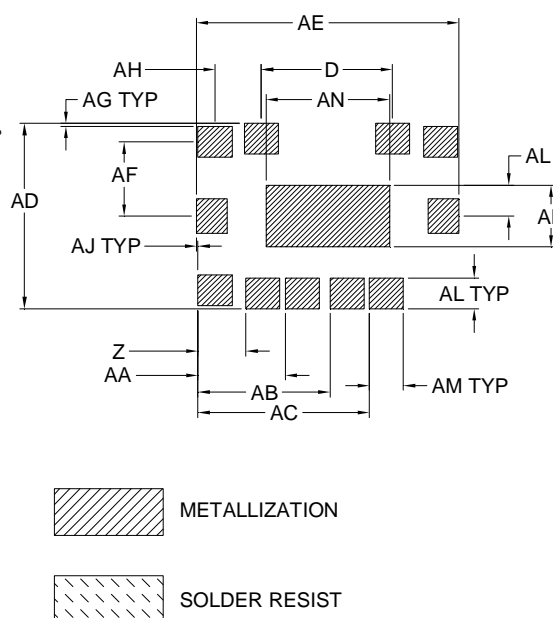 AE
AH
D
AG TYP
AN
AL
AF
AD
AJ TYP
AL TYP
Z
AA
AB
AM TYP
AC
METALLIZATION
SOLDER RESIST